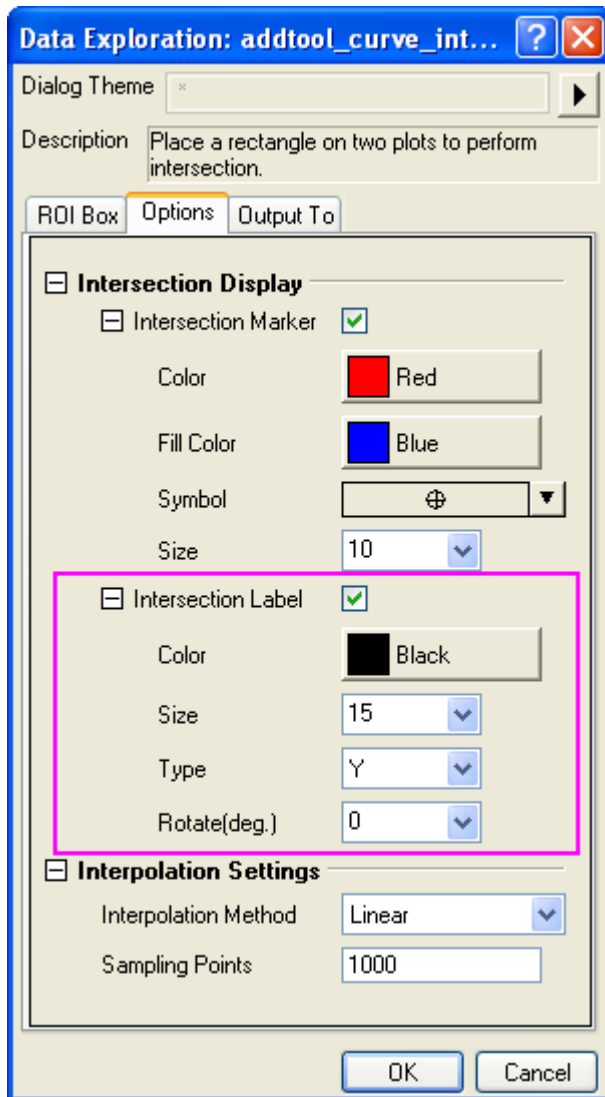 Data Exploration: addtool_curve_int...
Dialog Theme *
Description Place a rectangle on two plots to perform
intersection.
ROI Box Options Output To
Intersection Display
Intersection Marker
Color Red
Fill Color Blue
Symbol
Size 10
Intersection Label
Color Black
Size 15
Type Y
Rotate(deg.) 0
Interpolation Settings
Interpolation Method Linear
Sampling Points 1000
OK Cancel